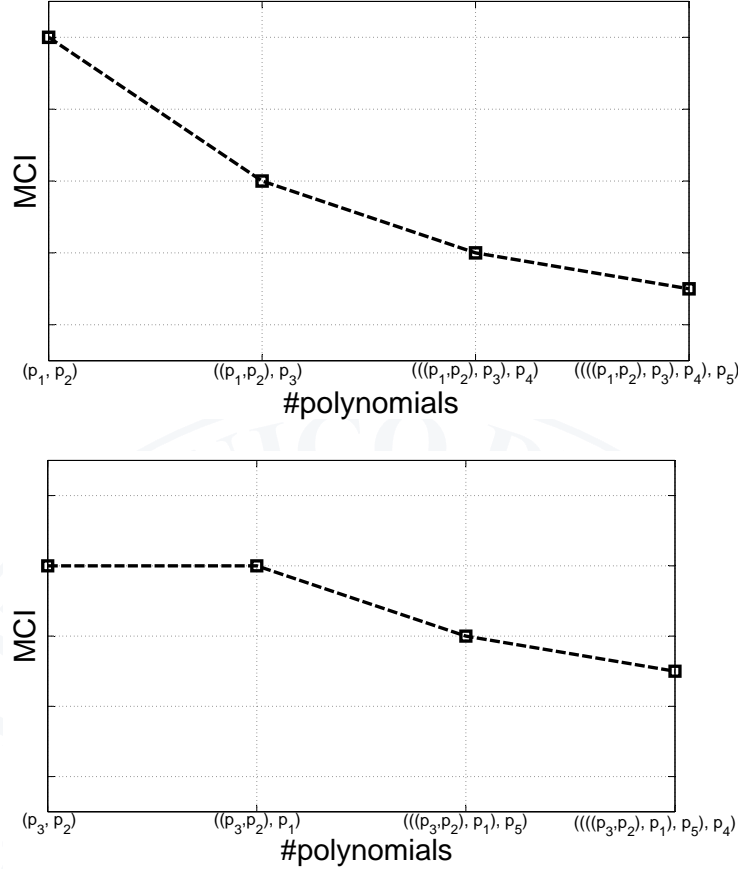 MCI
(p₁, p₂)
((p₁,p₂), p₃)
(((p₁,p₂), p₃), p₄)
((((p₁,p₂), p₃), p₄), p₅)
#polynomials
MCI
(p₃, p₂)
((p₃,p₂), p₁)
(((p₃,p₂), p₁), p₅)
((((p₃,p₂), p₁), p₅), p₄)
#polynomials